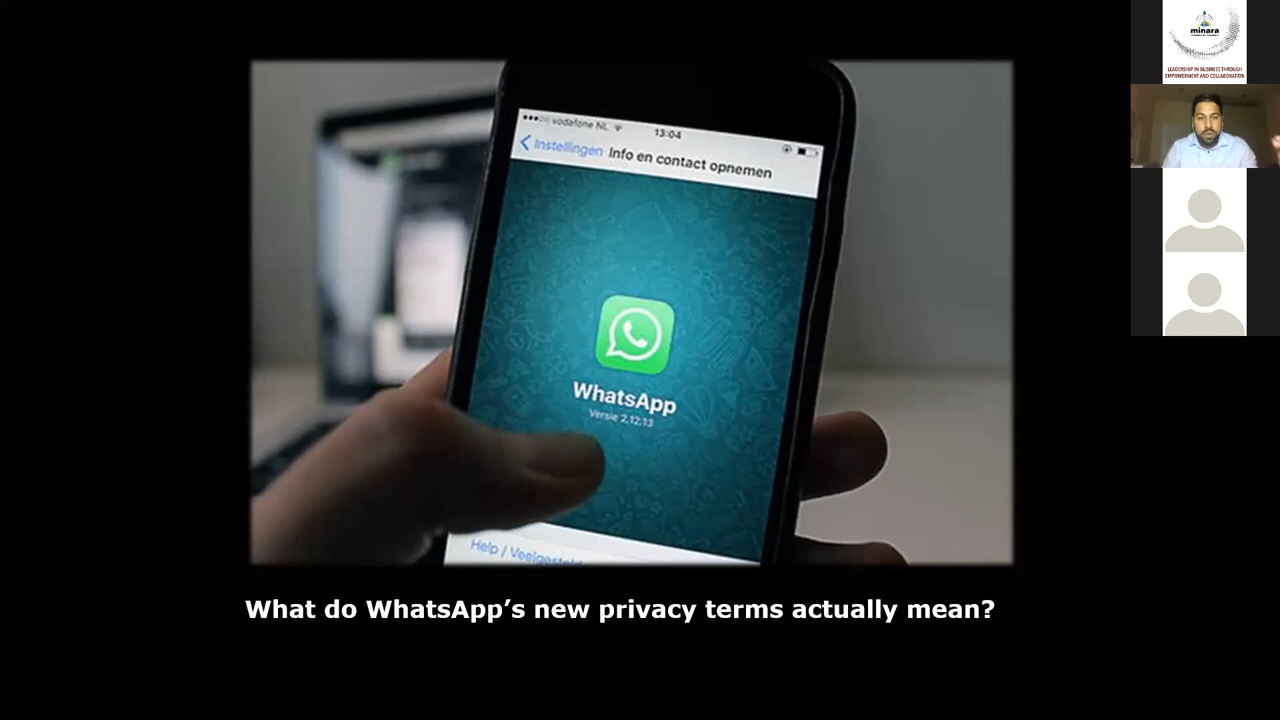 vodafone NL
13:04
Instellingen Info en contact opnemen
WhatsApp
Versie 2.12.13
Help / Veelgestel
What do WhatsApp’s new privacy terms actually mean?
minara
LEADERSHIP IN BUSINESS THROUGH
EMPOWERMENT AND COLLABORATION